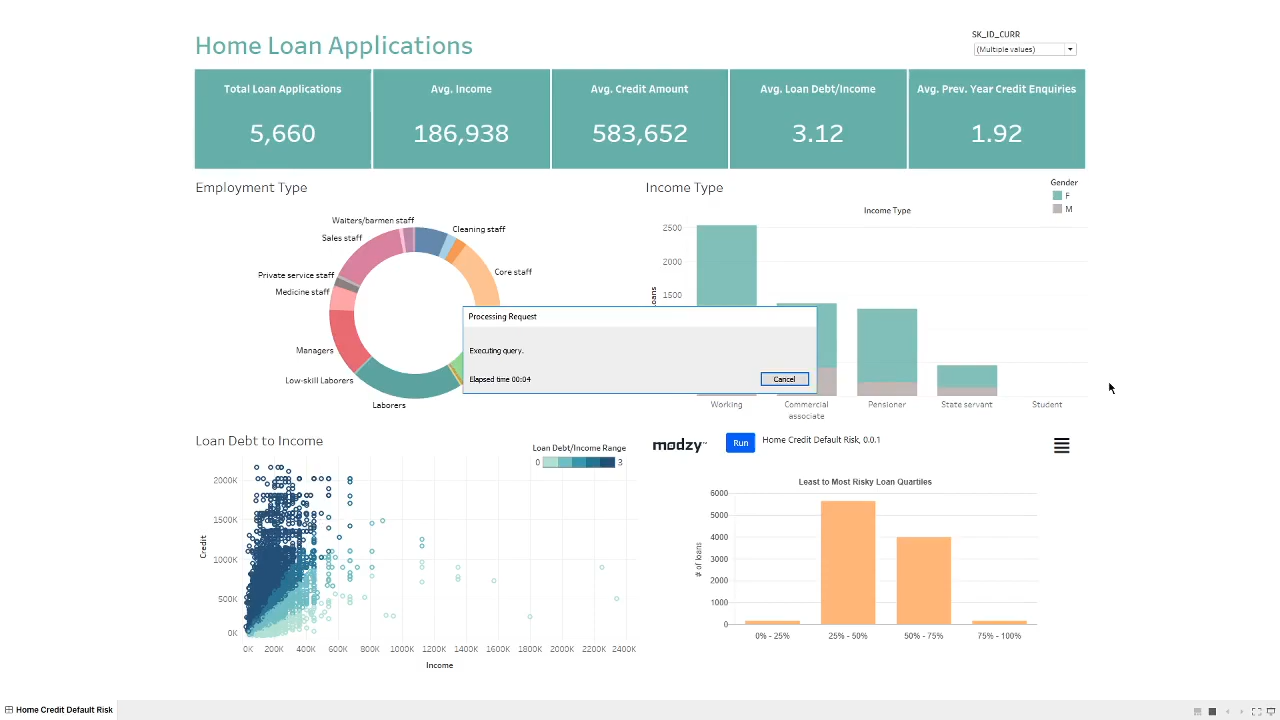 Home Loan Applications
SK_ID_CURR
(Multiple values)
Total Loan Applications
5,660
Avg. Income
186,938
Avg. Credit Amount
583,652
Avg. Loan Debt/Income
3.12
Avg. Prev. Year Credit Enquiries
1.92
Employment Type
Waiters/barmen staff
Cleaning staff
Sales staff
Core staff
Private service staff
Medicine staff
Managers
Low-skill Laborers
Laborers
Income Type
Gender
F
M
Income Type
2500
2000
1500
Working
Commercial
associate
Pensioner
State servant
Student
Processing Request
Executing query.
Elapsed time 00:04
Cancel
Loan Debt to Income
Loan Debt/Income Range
0
3
Credit
2000K
1500K
1000K
500K
0K
0K
200K
400K
600K
800K
1000K
1200K
1400K
1600K
1800K
2000K
2200K
2400K
Income
modzy
Run
Home Credit Default Risk, 0.0.1
Least to Most Risky Loan Quartiles
# of loans
6000
5000
4000
3000
2000
1000
0
0% - 25%
25% - 50%
50% - 75%
75% - 100%
Home Credit Default Risk